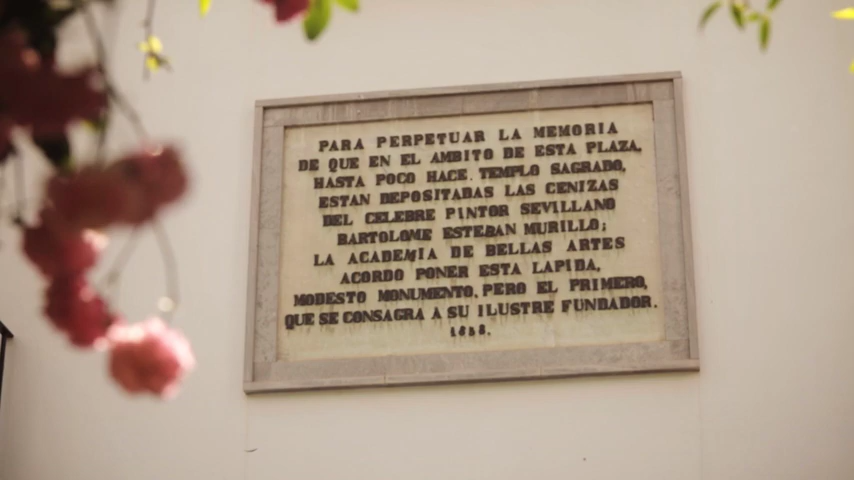 PARA PERPETUAR LA MEMORIA
DE QUE EN EL AMBITO DE ESTA PLAZA,
HASTA POCO HACE, TEMPLO SAGRADO,
ESTAN DEPOSITADAS LAS CENIZAS
DEL CELEBRE PINTOR SEVILLANO
BARTOLOME ESTEBAN MURILLO;
LA ACADEMIA DE BELLAS ARTES
ACORDO PONER ESTA LAPIDA,
MODESTO MONUMENTO, PERO EL PRIMERO,
QUE SE CONSAGRA A SU ILUSTRE FUNDADOR.
1858.